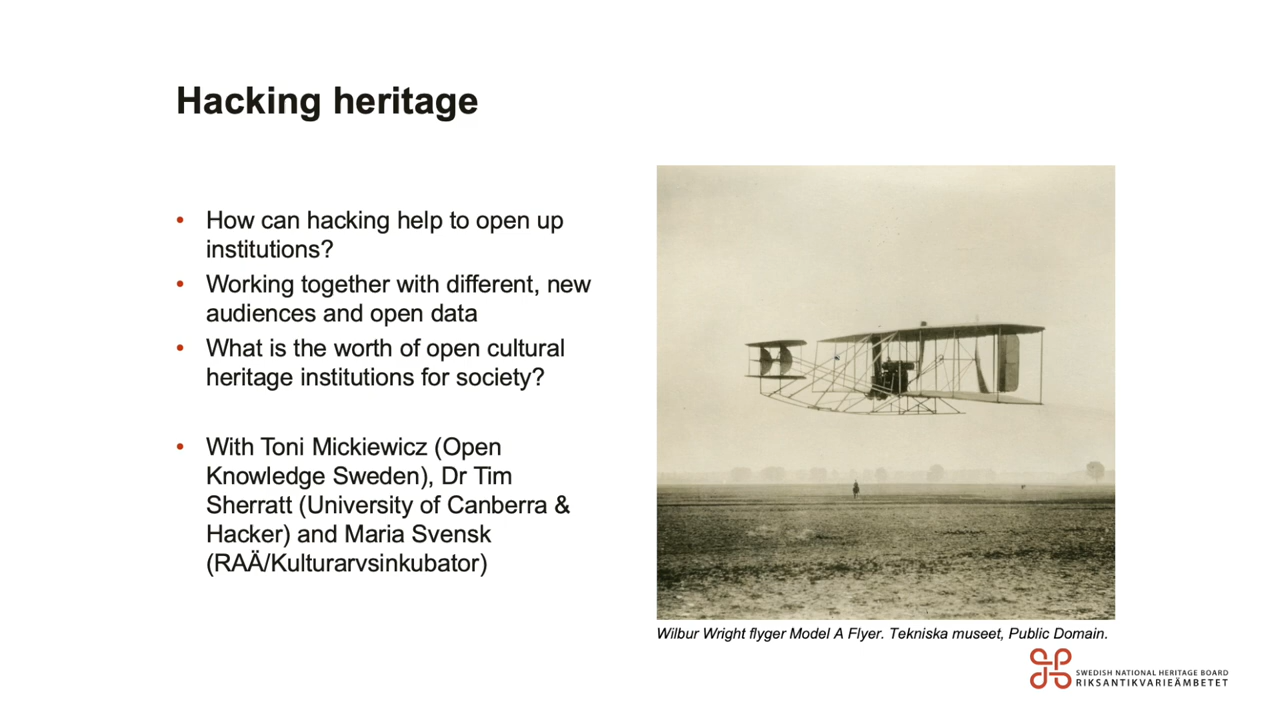 Hacking heritage
• How can hacking help to open up
institutions?
• Working together with different, new
audiences and open data
• What is the worth of open cultural
heritage institutions for society?
• With Toni Mickiewicz (Open
Knowledge Sweden), Dr Tim
Sherratt (University of Canberra &
Hacker) and Maria Svensk
(RAÄ/Kulturarvsinkubator)
Wilbur Wright flyger Model A Flyer. Tekniska museet, Public Domain.
SWEDISH NATIONAL HERITAGE BOARD
RIKSANTIKVARIEÄMBETET